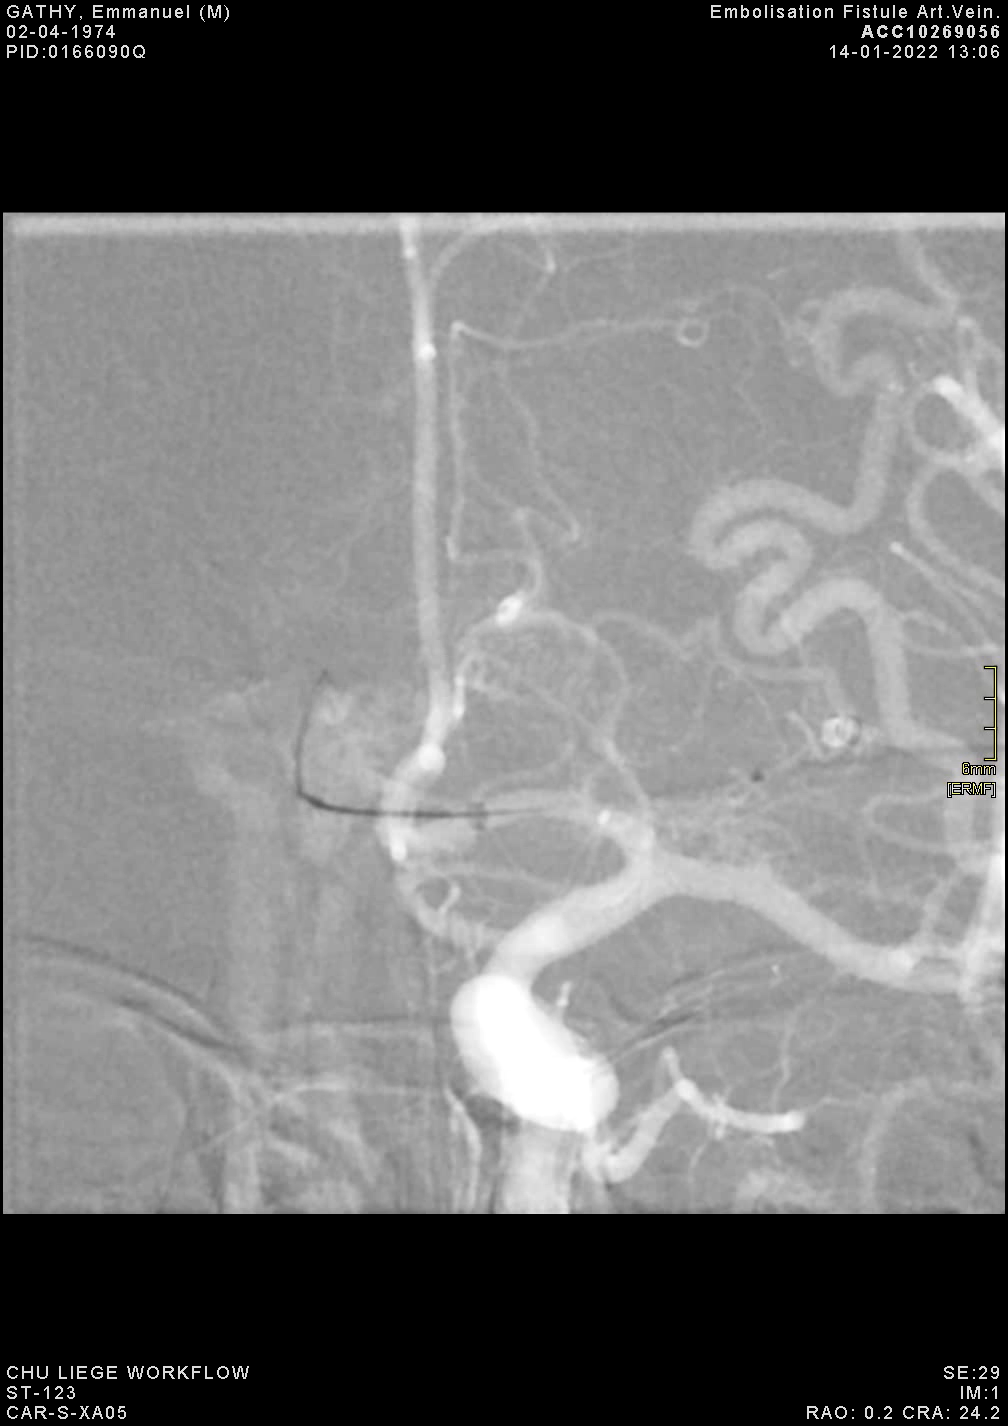 GATHY, Emmanuel (M)
02-04-1974
PID:0166090Q
Embolisation Fistule Art.Vein.
ACC10269056
14-01-2022 13:06
6mm
[ERMF]
CHU LIEGE WORKFLOW
ST-123
CAR-S-XA05
SE:29
IM:1
RAO: 0.2 CRA: 24.2